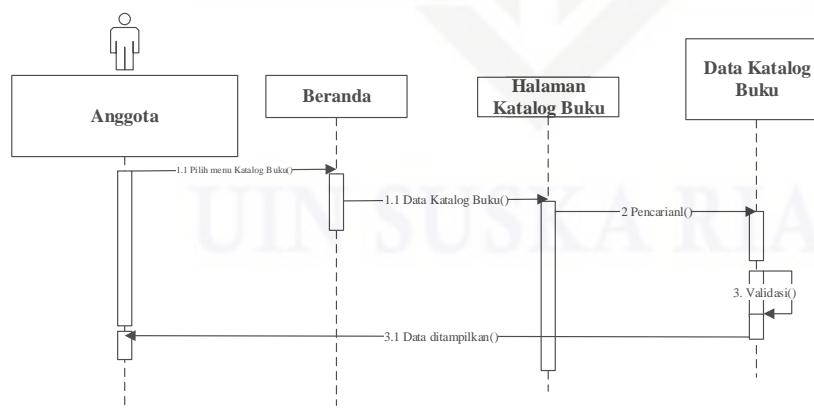 Anggota
Beranda
Halaman
Katalog Buku
Data Katalog
Buku
1.1 Pilih menu Katalog Buku()
1.1 Data Katalog Buku()
2 Pencarianl()
3. Validasi()
3.1 Data ditampilkan()
UIN SUSKA RIA